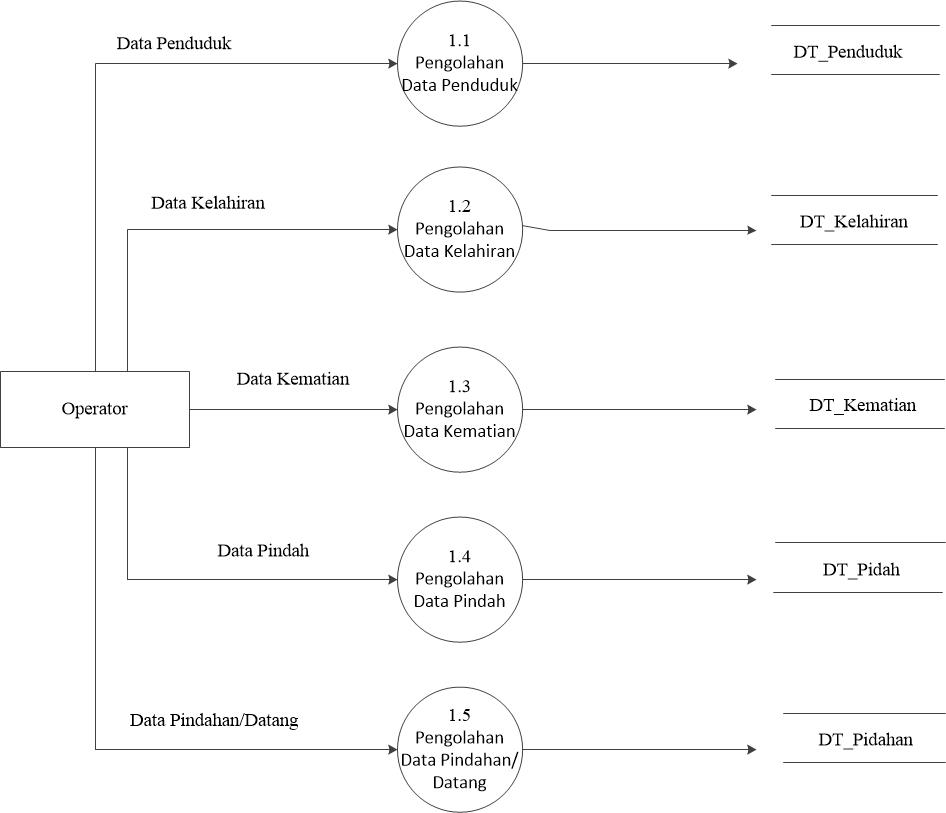 Data Penduduk
1.1
Pengolahan
Data Penduduk
DT_Penduduk
Data Kelahiran
1.2
Pengolahan
Data Kelahiran
DT_Kelahiran
Operator
Data Kematian
1.3
Pengolahan
Data Kematian
DT_Kematian
Data Pindah
1.4
Pengolahan
Data Pindah
DT_Pidah
Data Pindahan/Datang
1.5
Pengolahan
Data Pindahan/
Datang
DT_Pidahan